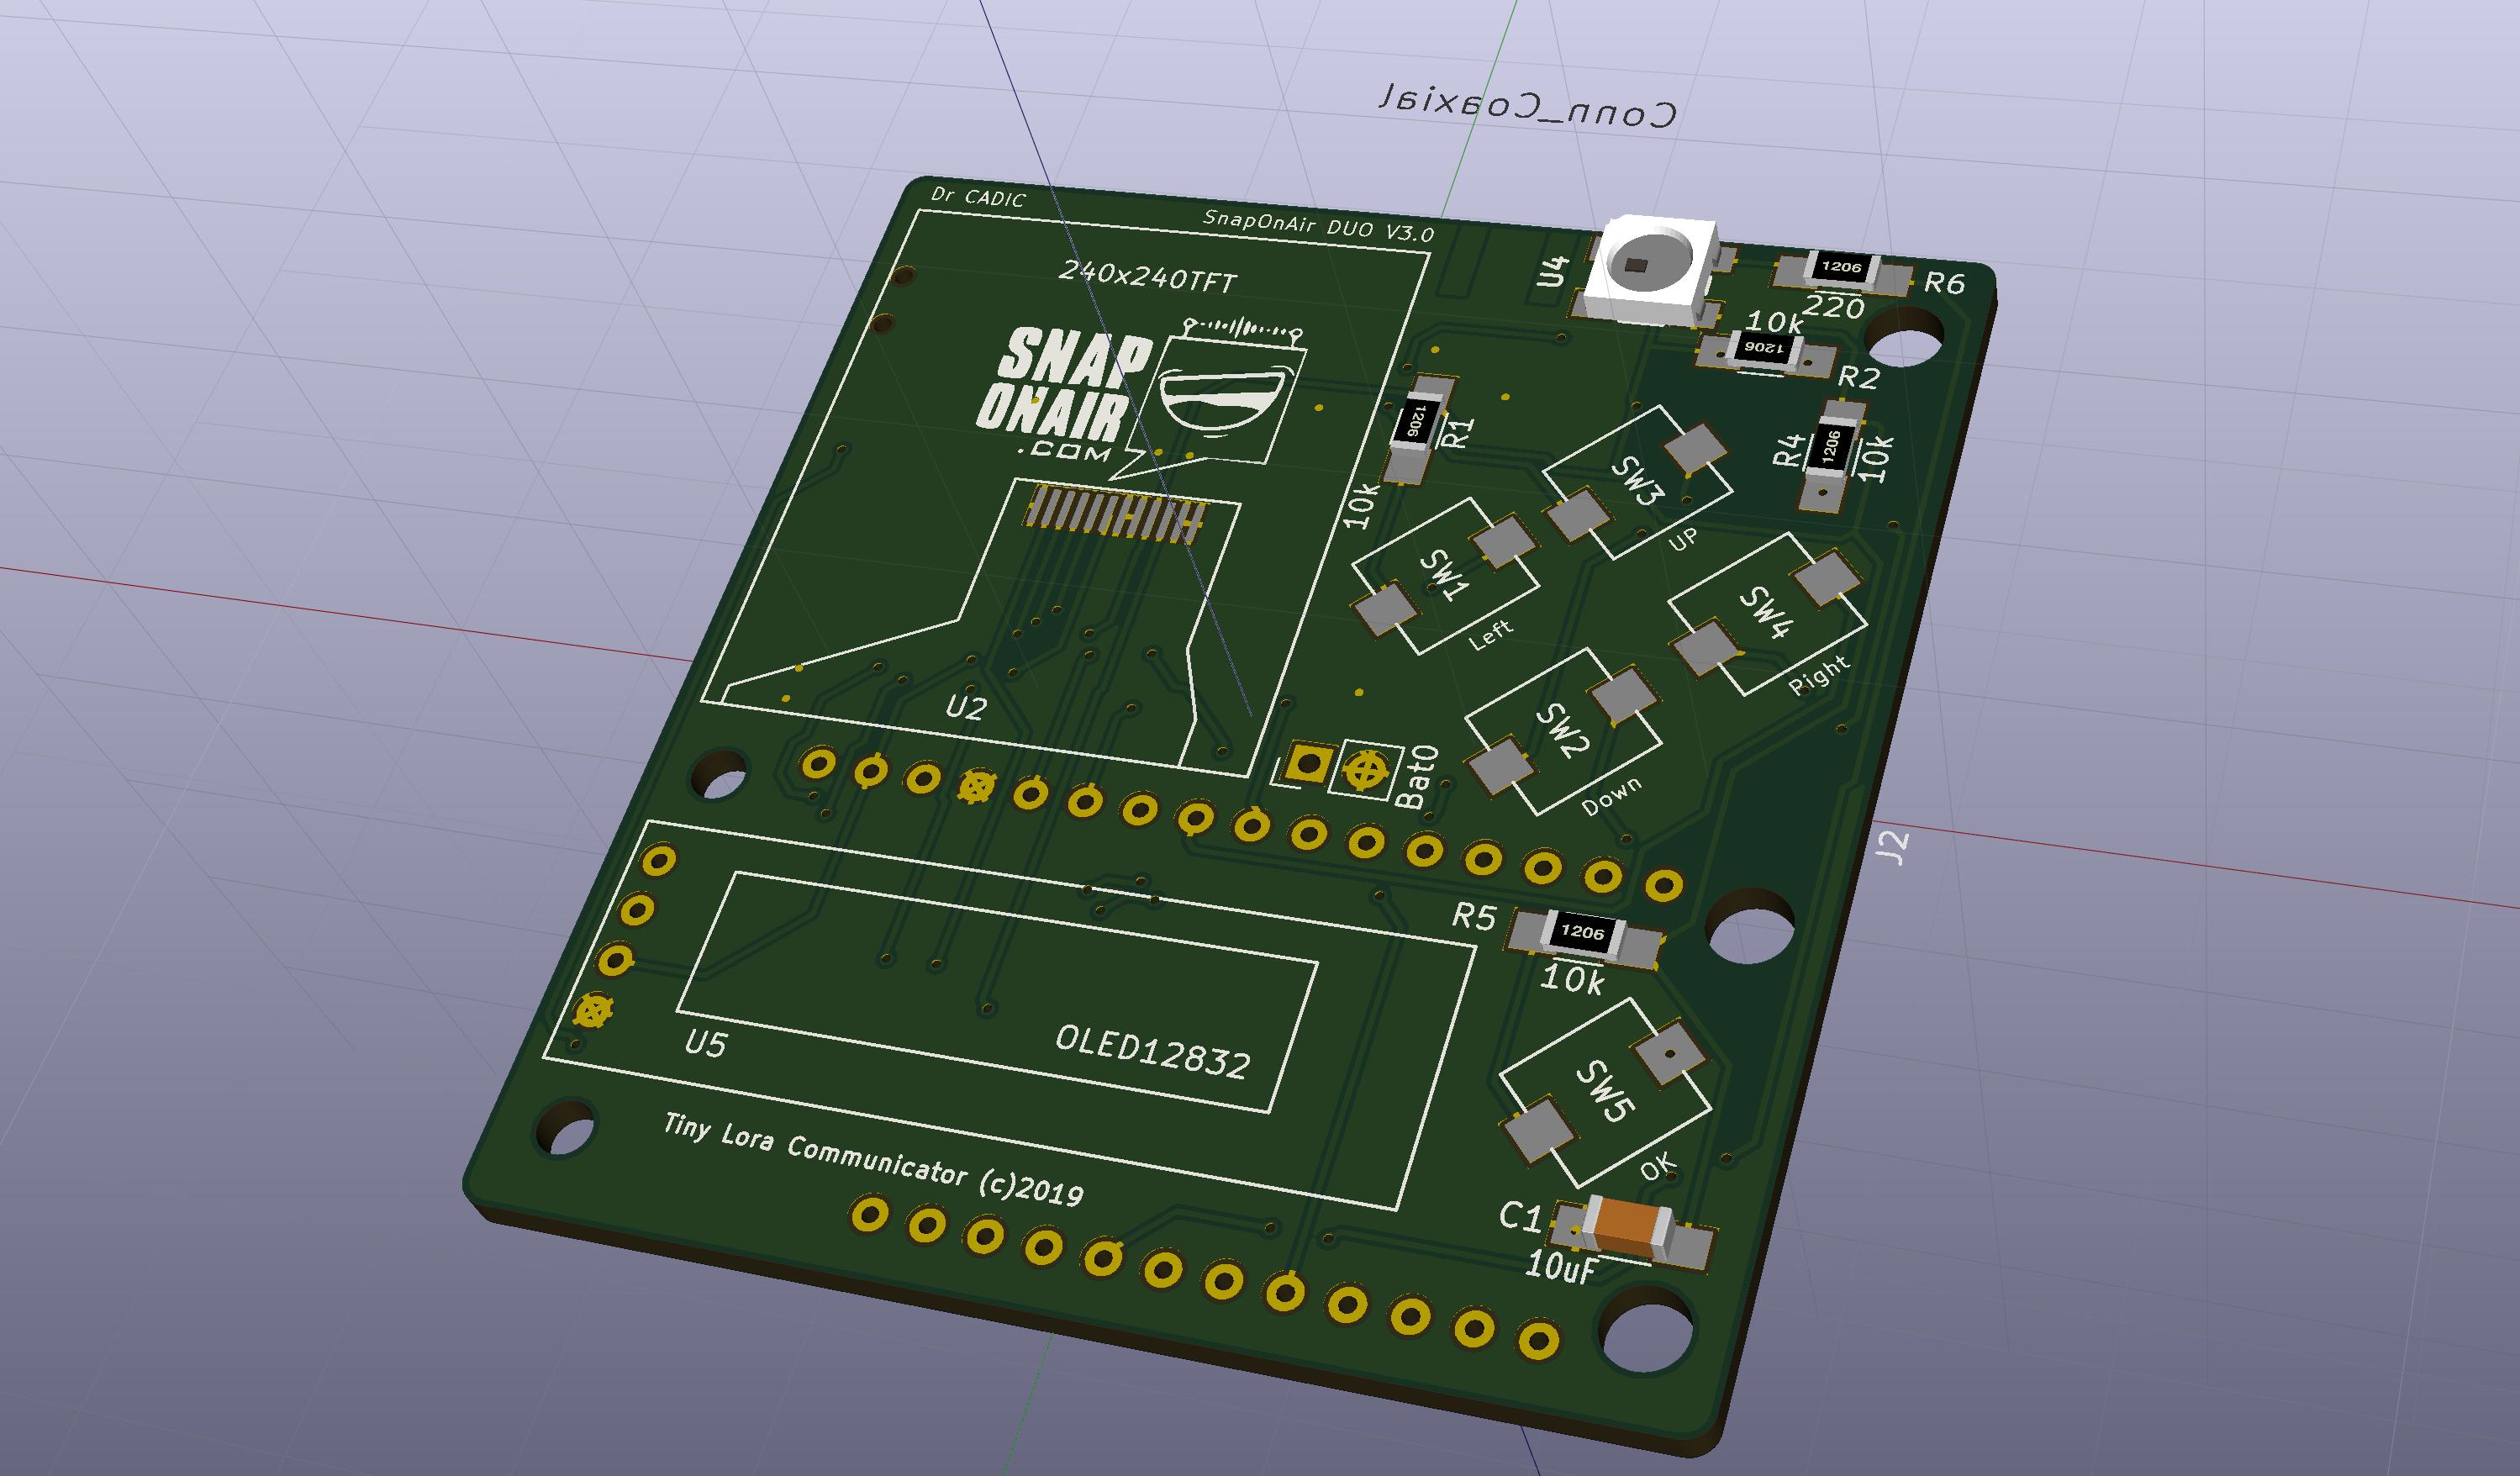 Conn_Coaxial
Dr CADIC
SnapOnAir DUO V3.0
240x240TFT
SNAP
ONAIR
.COM
U4
1206
R6
220
10k
1206
R2
1206
R1
10k
R4
1206
10k
SW3
UP
SW1
Left
SW4
Right
SW2
Down
U2
Bat0
J2
R5
1206
10k
U5
OLED12832
SW5
OK
Tiny Lora Communicator (c)2019
C1
10uF